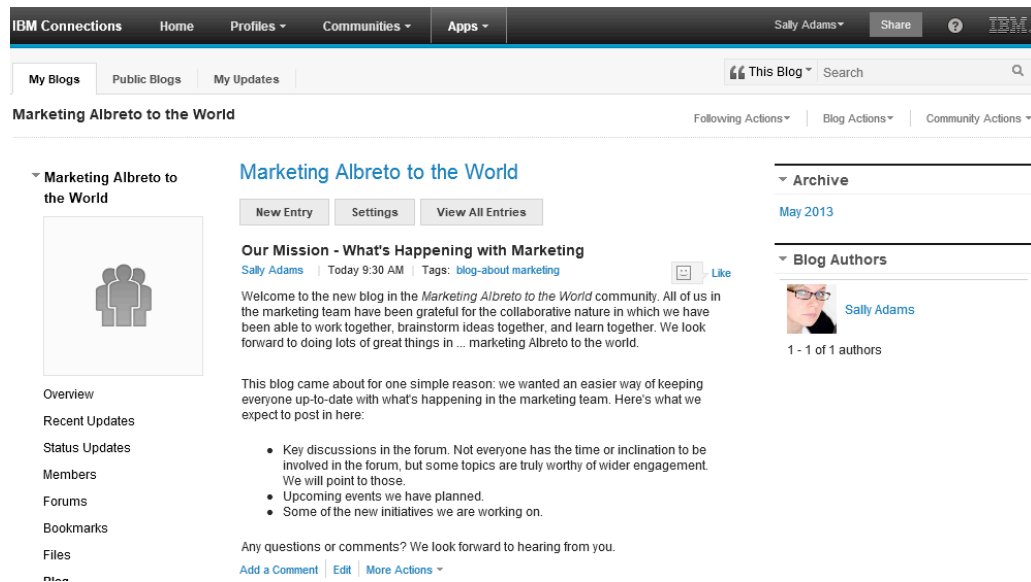 IBM Connections Home Profiles Communities Apps Sally Adams Share ? IBM.
My Blogs Public Blogs My Updates This Blog Search
Marketing Albreto to the World Following Actions Blog Actions Community Actions
Marketing Albreto to
the World
Overview
Recent Updates
Status Updates
Members
Forums
Bookmarks
Files
Blog
Marketing Albreto to the World
New Entry Settings View All Entries
Our Mission - What's Happening with Marketing
Sally Adams Today 9:30 AM Tags: blog-about marketing Like
Welcome to the new blog in the Marketing Albreto to the World community. All of us in
the marketing team have been grateful for the collaborative nature in which we have
been able to work together, brainstorm ideas together, and learn together. We look
forward to doing lots of great things in ... marketing Albreto to the world.
This blog came about for one simple reason: we wanted an easier way of keeping
everyone up-to-date with what's happening in the marketing team. Here's what we
expect to post in here:
● Key discussions in the forum. Not everyone has the time or inclination to be
involved in the forum, but some topics are truly worthy of wider engagement.
We will point to those.
● Upcoming events we have planned.
● Some of the new initiatives we are working on.
Any questions or comments? We look forward to hearing from you.
Add a Comment Edit More Actions
Archive
May 2013
Blog Authors
Sally Adams
1 - 1 of 1 authors